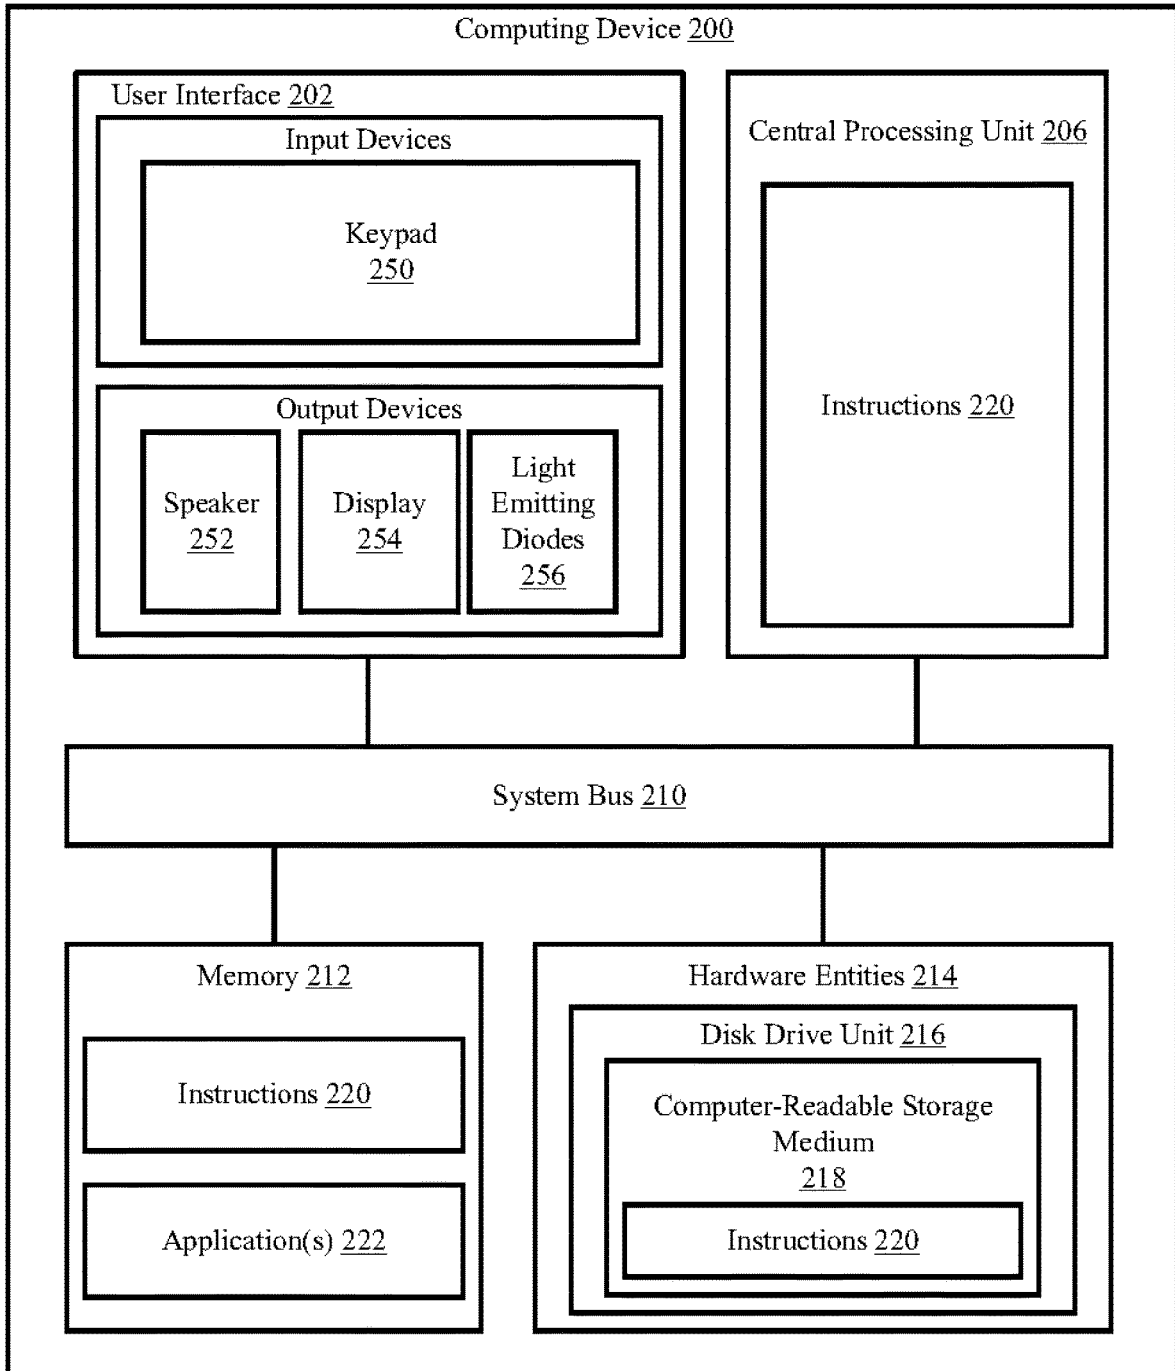 Computing Device 200
User Interface 202
Input Devices
Keypad
250
Output Devices
Speaker
252
Display
254
Light
Emitting
Diodes
256
Central Processing Unit 206
Instructions 220
System Bus 210
Memory 212
Instructions 220
Application(s) 222
Hardware Entities 214
Disk Drive Unit 216
Computer-Readable Storage
Medium
218
Instructions 220